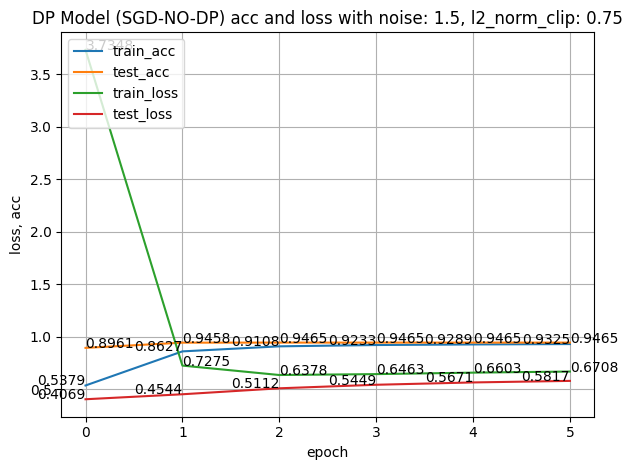 DP Model (SGD-NO-DP) acc and loss with noise: 1.5, l2_norm_clip: 0.75
3.7348
train_acc
test_acc
train_loss
test_loss
3.5
3.0
2.5
2.0
1.5
1.0
loss, acc
0.8961 0.9458 0.9465 0.9465 0.9465 0.9465
0.5379 0.8627 0.9108 0.9233 0.9289 0.9325
0.7275 0.6378 0.6463 0.6603 0.6708
0.4069 0.4544 0.5112 0.5449 0.5671 0.5817
0 1 2 3 4 5
epoch